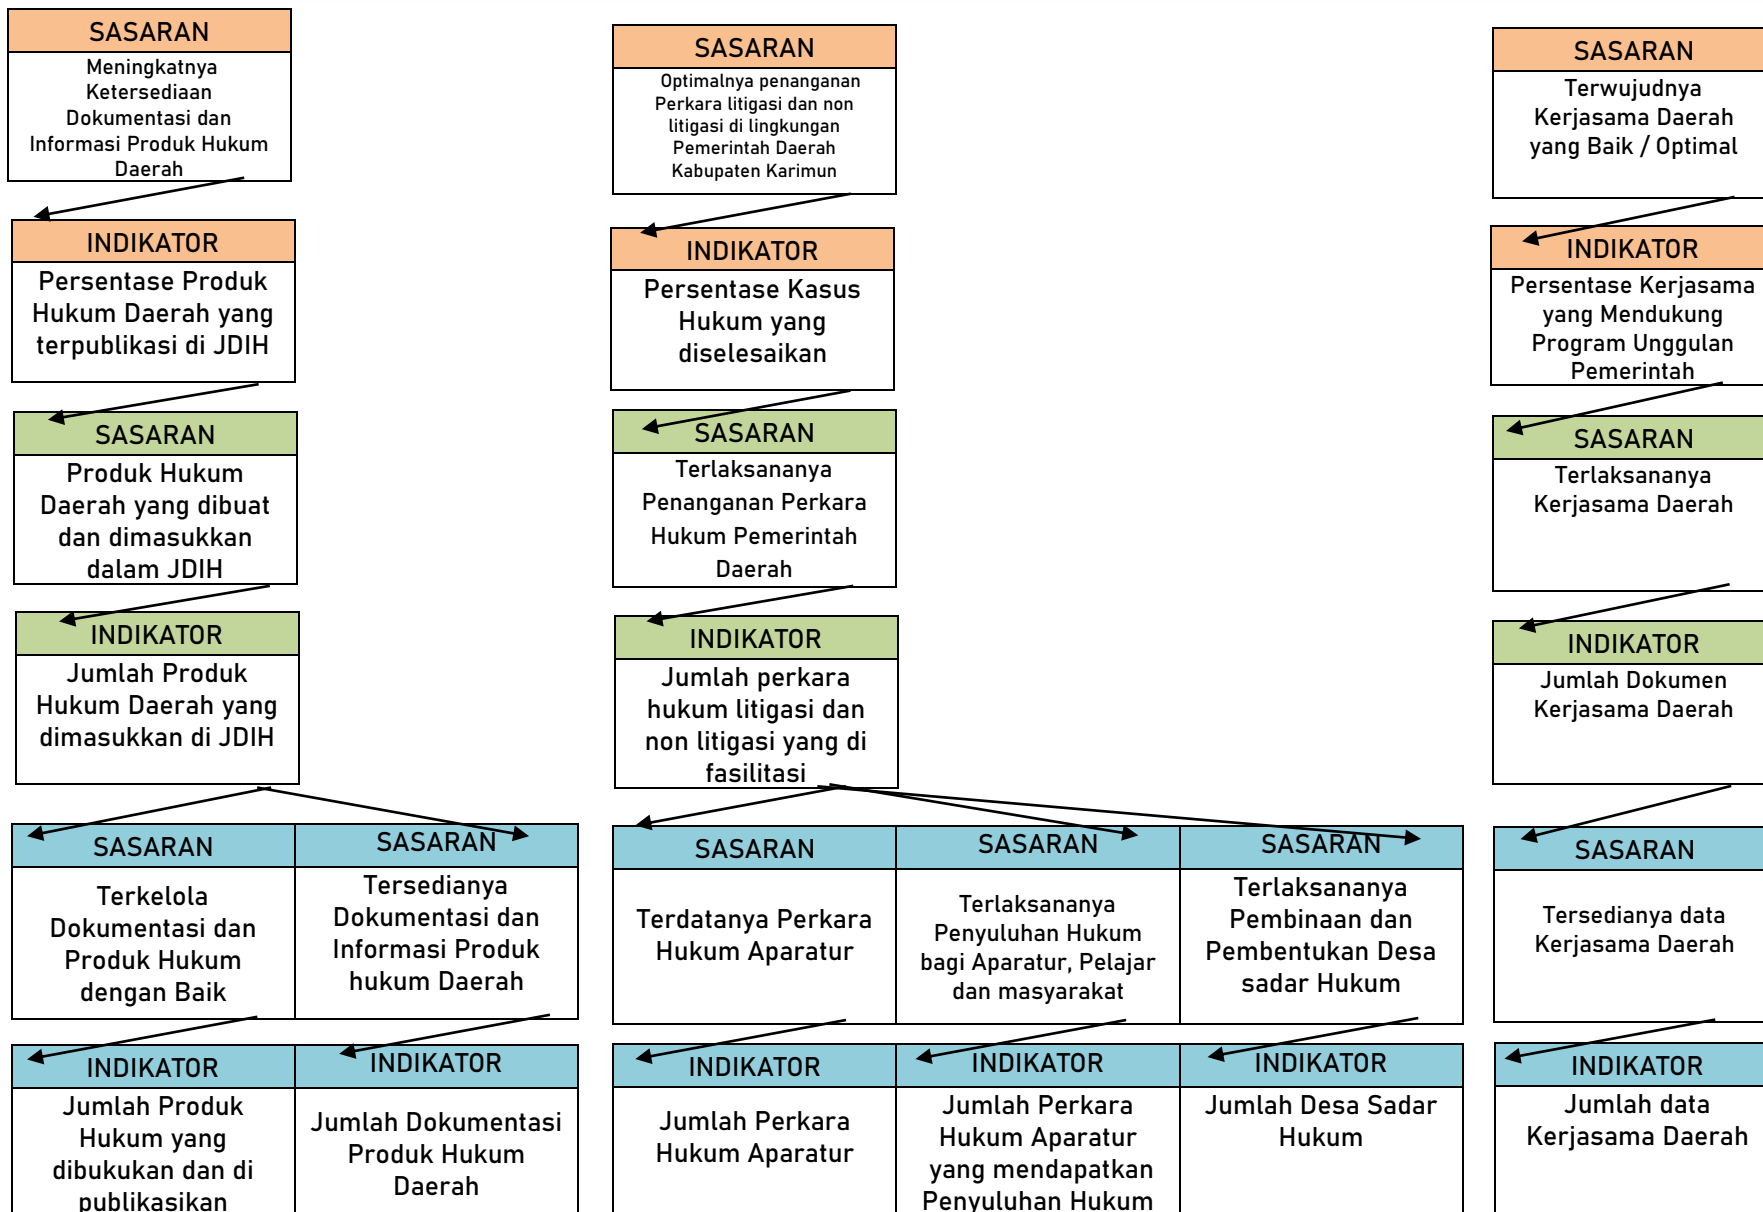 SASARAN
Meningkatnya
Ketersediaan
Dokumentasi dan
Informasi Produk Hukum
Daerah
INDIKATOR
Persentase Produk
Hukum Daerah yang
terpublikasi di JDIH
SASARAN
Produk Hukum
Daerah yang dibuat
dan dimasukkan
dalam JDIH
INDIKATOR
Jumlah Produk
Hukum Daerah yang
dimasukkan di JDIH
SASARAN
Terkelola
Dokumentasi dan
Produk Hukum
dengan Baik
INDIKATOR
Jumlah Produk
Hukum yang
dibukukan dan di
publikasikan
SASARAN
Tersedianya
Dokumentasi dan
Informasi Produk
hukum Daerah
INDIKATOR
Jumlah Dokumentasi
Produk Hukum
Daerah
SASARAN
Optimalnya penanganan
Perkara litigasi dan non
litigasi di lingkungan
Pemerintah Daerah
Kabupaten Karimun
INDIKATOR
Persentase Kasus
Hukum yang
diselesaikan
SASARAN
Terlaksananya
Penanganan Perkara
Hukum Pemerintah
Daerah
INDIKATOR
Jumlah perkara
hukum litigasi dan
non litigasi yang di
fasilitasi
SASARAN
Terdatanya Perkara
Hukum Aparatur
INDIKATOR
Jumlah Perkara
Hukum Aparatur
SASARAN
Terlaksananya
Penyuluhan Hukum
bagi Aparatur, Pelajar
dan masyarakat
INDIKATOR
Jumlah Perkara
Hukum Aparatur
yang mendapatkan
Penyuluhan Hukum
SASARAN
Terlaksananya
Pembinaan dan
Pembentukan Desa
sadar Hukum
INDIKATOR
Jumlah Desa Sadar
Hukum
SASARAN
Terwujudnya
Kerjasama Daerah
yang Baik / Optimal
INDIKATOR
Persentase Kerjasama
yang Mendukung
Program Unggulan
Pemerintah
SASARAN
Terlaksananya
Kerjasama Daerah
INDIKATOR
Jumlah Dokumen
Kerjasama Daerah
SASARAN
Tersedianya data
Kerjasama Daerah
INDIKATOR
Jumlah data
Kerjasama Daerah